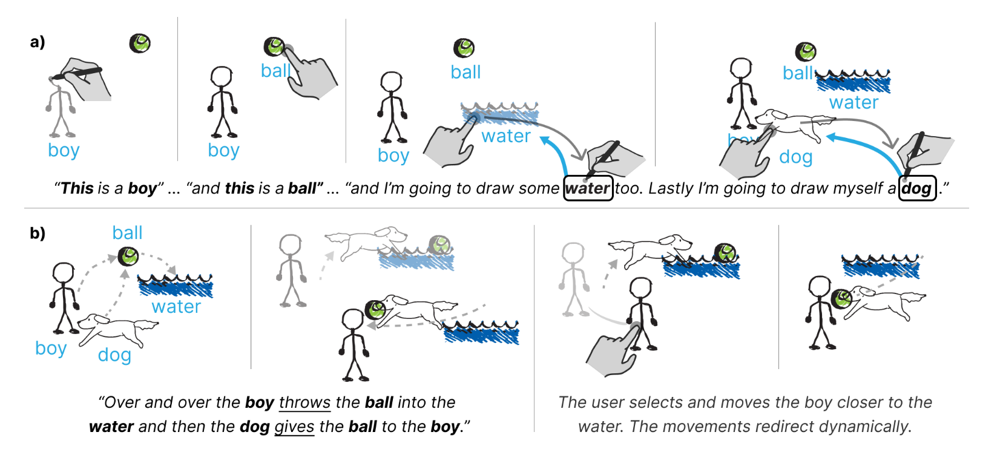 a)
boy
ball
boy
ball
water
boy
ball
water
boy
dog
“This is a boy” ... “and this is a ball” ... “and I’m going to draw some water too. Lastly I’m going to draw myself a dog .”
b)
ball
water
boy
dog
“Over and over the boy throws the ball into the
water and then the dog gives the ball to the boy.”
The user selects and moves the boy closer to the
water. The movements redirect dynamically.